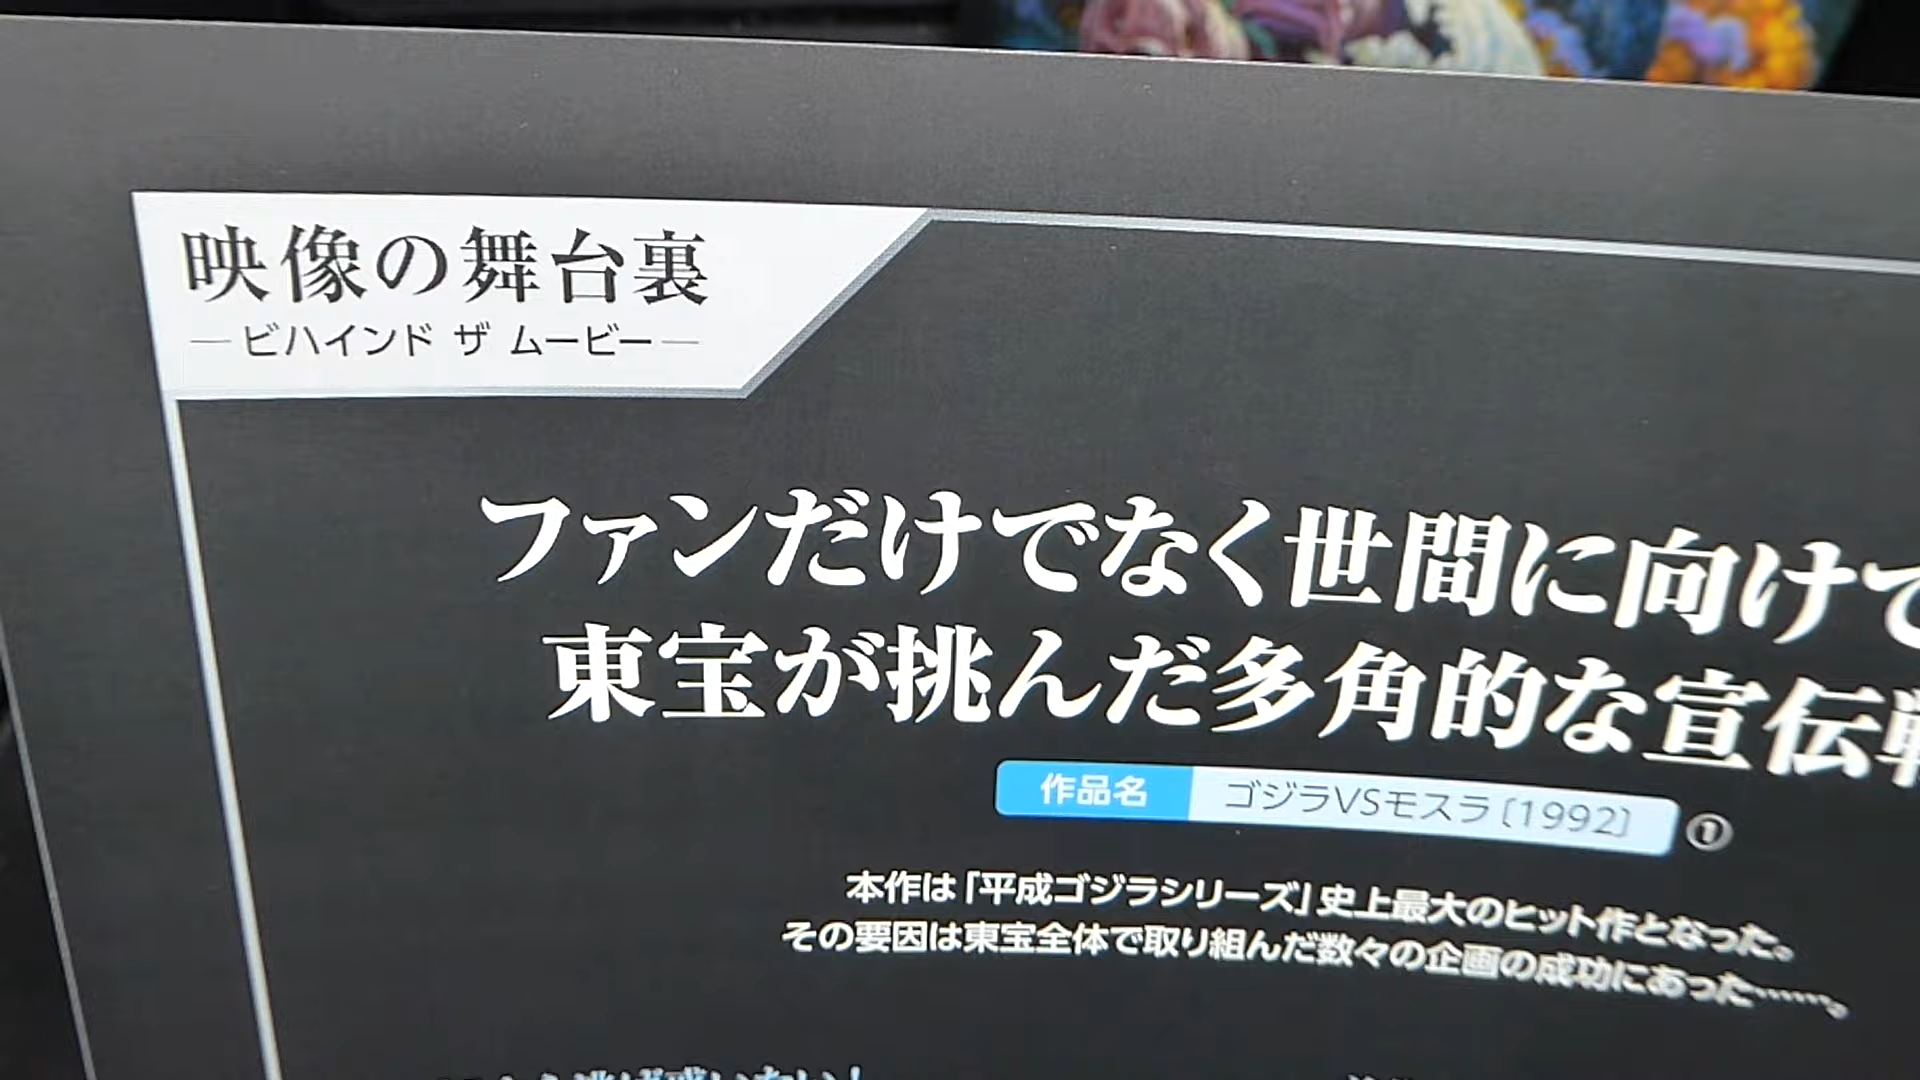 映像の舞台裏
―ビハインド ザ ムービー―
ファンだけでなく世間に向けて
東宝が挑んだ多角的な宣伝戦
作品名 ゴジラVSモスラ〔1992〕 ①
本作は「平成ゴジラシリーズ」史上最大のヒット作となった。
その要因は東宝全体で取り組んだ数々の企画の成功にあった……。